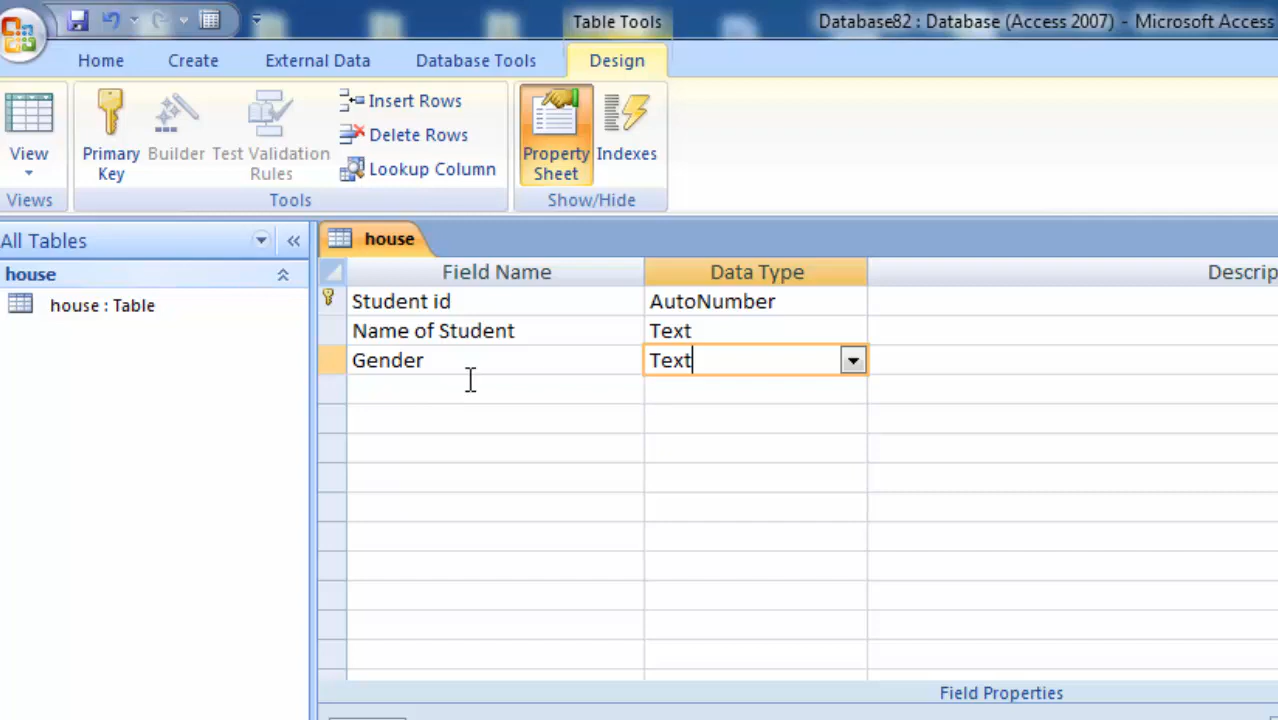 Table Tools
Database82 : Database (Access 2007) - Microsoft Access
Home Create External Data Database Tools Design
View
Primary Key
Builder
Test Validation Rules
Insert Rows
Delete Rows
Lookup Column
Property Sheet
Indexes
Views Tools Show/Hide
All Tables
house
house : Table
house
Field Name Data Type Descrip
Student id AutoNumber
Name of Student Text
Gender Text
Field Properties